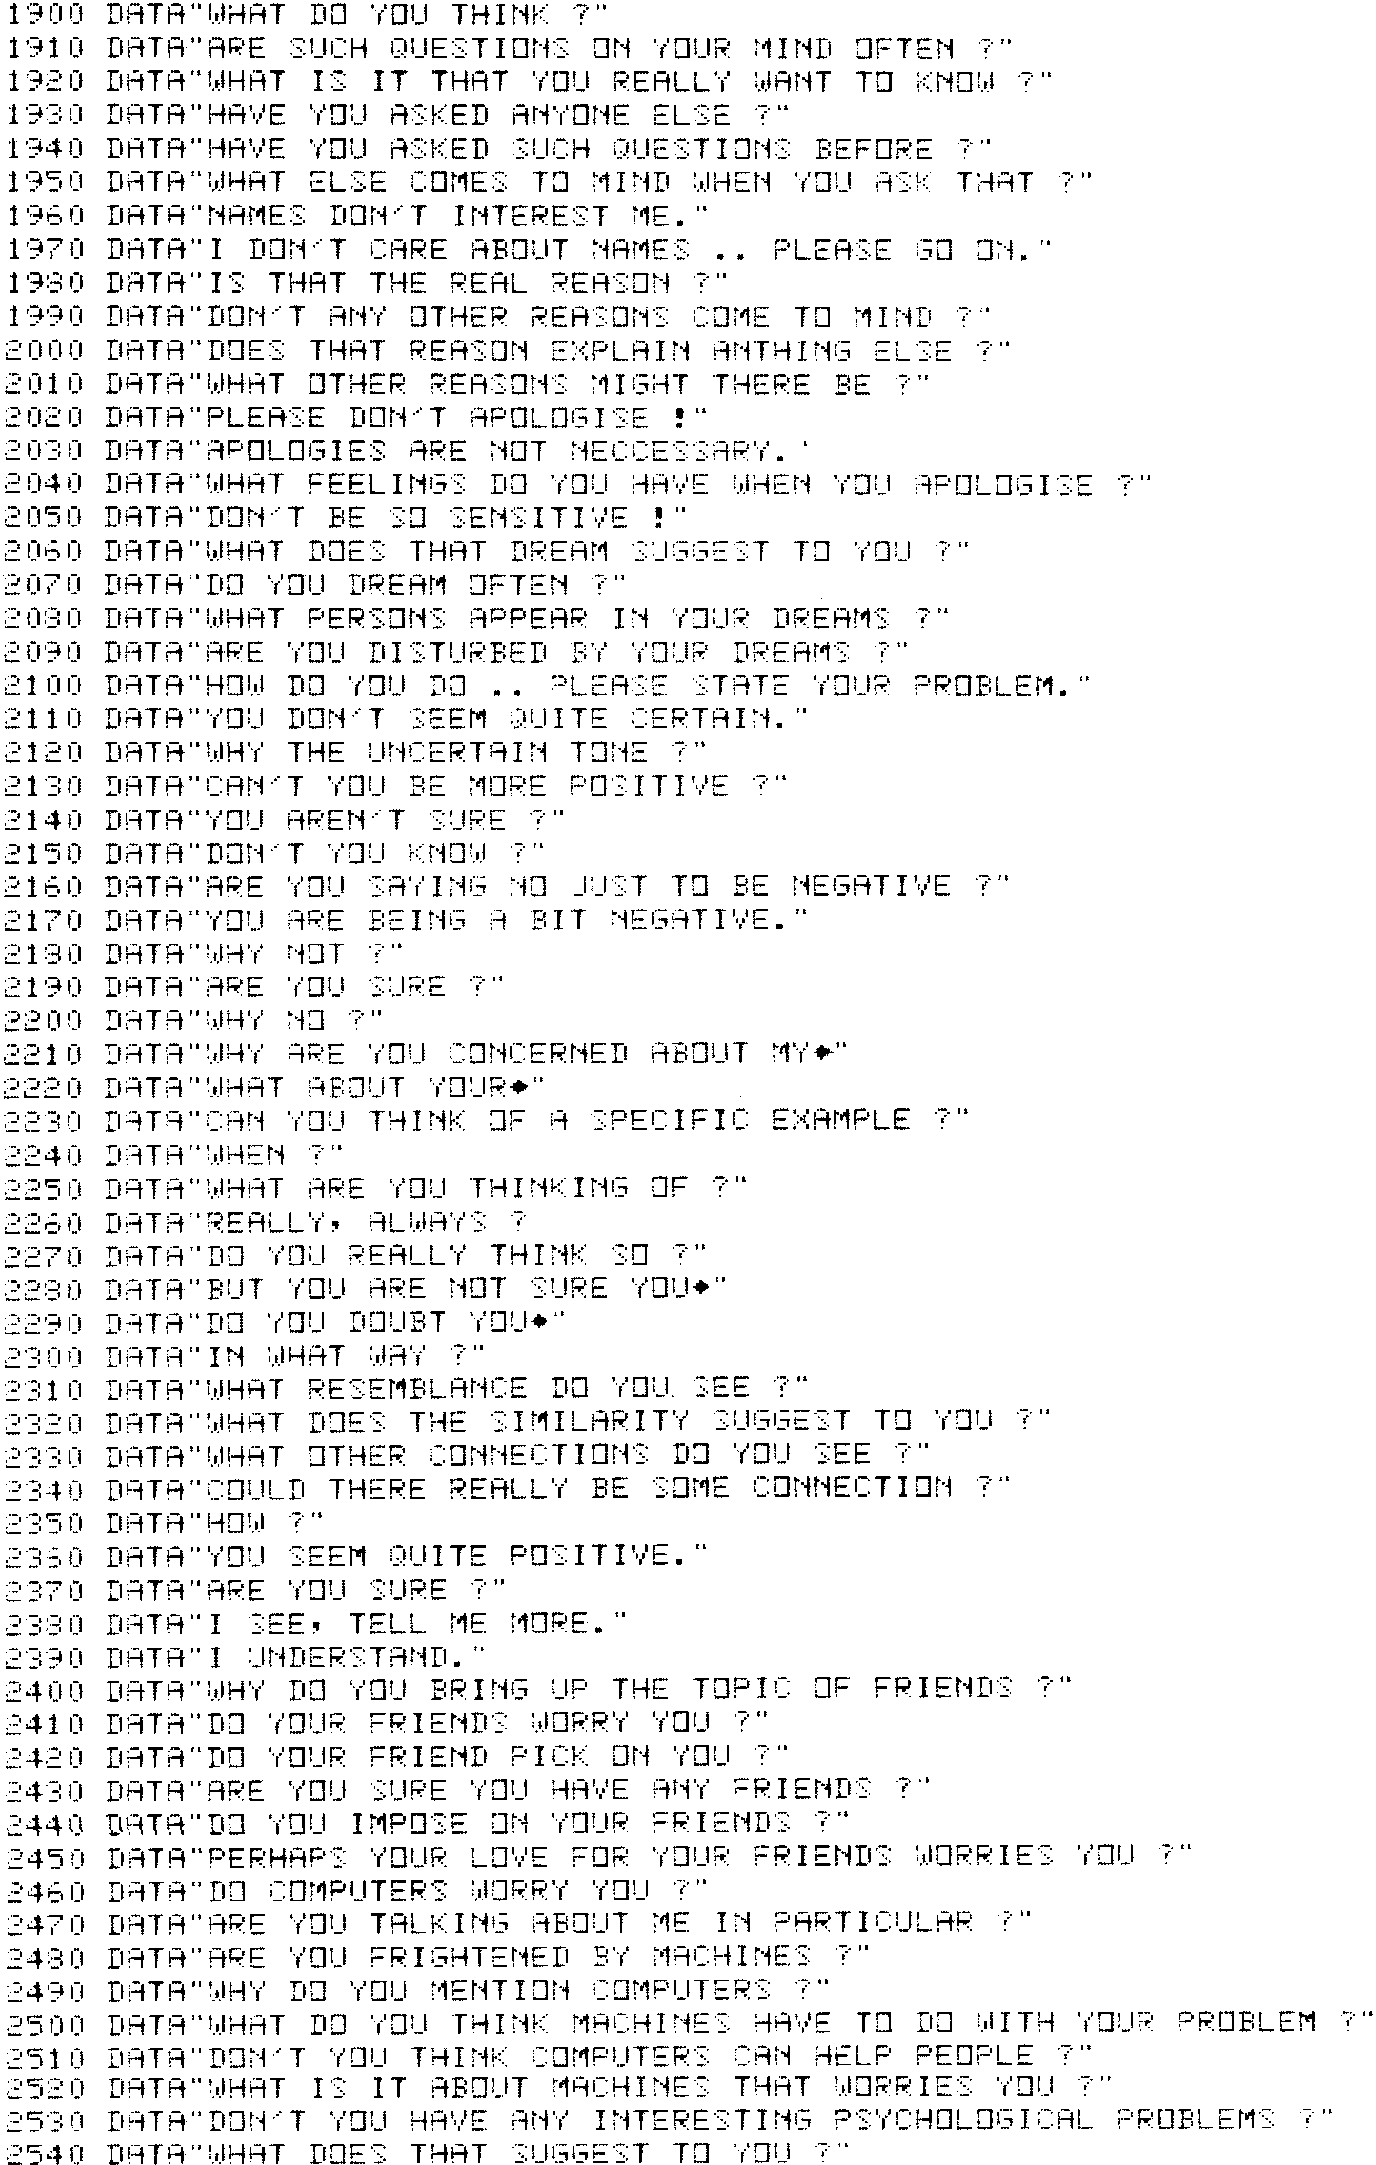 1900 DATA"WHAT DO YOU THINK ?"
1910 DATA"ARE SUCH QUESTIONS ON YOUR MIND OFTEN ?"
1920 DATA"WHAT IS IT THAT YOU REALLY WANT TO KNOW ?"
1930 DATA"HAVE YOU ASKED ANYONE ELSE ?"
1940 DATA"HAVE YOU ASKED SUCH QUESTIONS BEFORE ?"
1950 DATA"WHAT ELSE COMES TO MIND WHEN YOU ASK THAT ?"
1960 DATA"NAMES DON'T INTEREST ME."
1970 DATA"I DON'T CARE ABOUT NAMES .. PLEASE GO ON."
1980 DATA"IS THAT THE REAL REASON ?"
1990 DATA"DON'T ANY OTHER REASONS COME TO MIND ?"
2000 DATA"DOES THAT REASON EXPLAIN ANTHING ELSE ?"
2010 DATA"WHAT OTHER REASONS MIGHT THERE BE ?"
2020 DATA"PLEASE DON'T APOLOGISE !"
2030 DATA"APOLOGIES ARE NOT NECCESSARY.'
2040 DATA"WHAT FEELINGS DO YOU HAVE WHEN YOU APOLOGISE ?"
2050 DATA"DON'T BE SO SENSITIVE !"
2060 DATA"WHAT DOES THAT DREAM SUGGEST TO YOU ?"
2070 DATA"DO YOU DREAM OFTEN ?"
2080 DATA"WHAT PERSONS APPEAR IN YOUR DREAMS ?"
2090 DATA"ARE YOU DISTURBED BY YOUR DREAMS ?"
2100 DATA"HOW DO YOU DO .. PLEASE STATE YOUR PROBLEM."
2110 DATA"YOU DON'T SEEM QUITE CERTAIN."
2120 DATA"WHY THE UNCERTAIN TONE ?"
2130 DATA"CAN'T YOU BE MORE POSITIVE ?"
2140 DATA"YOU AREN'T SURE ?"
2150 DATA"DON'T YOU KNOW ?"
2160 DATA"ARE YOU SAYING NO JUST TO BE NEGATIVE ?"
2170 DATA"YOU ARE BEING A BIT NEGATIVE."
2180 DATA"WHY NOT ?"
2190 DATA"ARE YOU SURE ?"
2200 DATA"WHY NO ?"
2210 DATA"WHY ARE YOU CONCERNED ABOUT MY*"
2220 DATA"WHAT ABOUT YOUR*"
2230 DATA"CAN YOU THINK OF A SPECIFIC EXAMPLE ?"
2240 DATA"WHEN ?"
2250 DATA"WHAT ARE YOU THINKING OF ?"
2260 DATA"REALLY, ALWAYS ?
2270 DATA"DO YOU REALLY THINK SO ?"
2280 DATA"BUT YOU ARE NOT SURE YOU*"
2290 DATA"DO YOU DOUBT YOU*"
2300 DATA"IN WHAT WAY ?"
2310 DATA"WHAT RESEMBLANCE DO YOU SEE ?"
2320 DATA"WHAT DOES THE SIMILARITY SUGGEST TO YOU ?"
2330 DATA"WHAT OTHER CONNECTIONS DO YOU SEE ?"
2340 DATA"COULD THERE REALLY BE SOME CONNECTION ?"
2350 DATA"HOW ?"
2360 DATA"YOU SEEM QUITE POSITIVE."
2370 DATA"ARE YOU SURE ?"
2380 DATA"I SEE, TELL ME MORE."
2390 DATA"I UNDERSTAND."
2400 DATA"WHY DO YOU BRING UP THE TOPIC OF FRIENDS ?"
2410 DATA"DO YOUR FRIENDS WORRY YOU ?"
2420 DATA"DO YOUR FRIEND PICK ON YOU ?"
2430 DATA"ARE YOU SURE YOU HAVE ANY FRIENDS ?"
2440 DATA"DO YOU IMPOSE ON YOUR FRIENDS ?"
2450 DATA"PERHAPS YOUR LOVE FOR YOUR FRIENDS WORRIES YOU ?"
2460 DATA"DO COMPUTERS WORRY YOU ?"
2470 DATA"ARE YOU TALKING ABOUT ME IN PARTICULAR ?"
2480 DATA"ARE YOU FRIGHTENED BY MACHINES ?"
2490 DATA"WHY DO YOU MENTION COMPUTERS ?"
2500 DATA"WHAT DO YOU THINK MACHINES HAVE TO DO WITH YOUR PROBLEM ?"
2510 DATA"DON'T YOU THINK COMPUTERS CAN HELP PEOPLE ?"
2520 DATA"WHAT IS IT ABOUT MACHINES THAT WORRIES YOU ?"
2530 DATA"DON'T YOU HAVE ANY INTERESTING PSYCHOLOGICAL PROBLEMS ?"
2540 DATA"WHAT DOES THAT SUGGEST TO YOU ?"